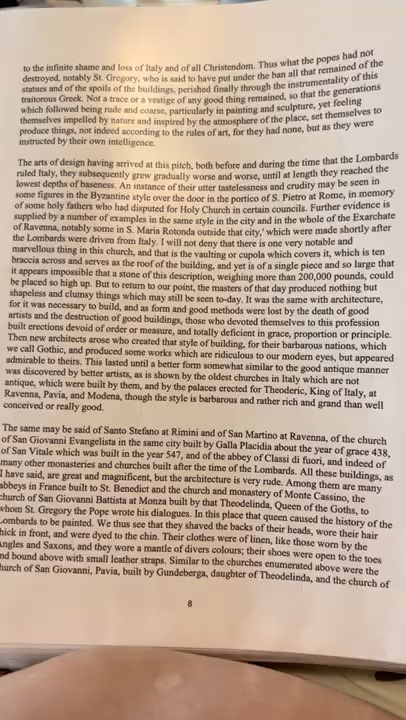 to the infinite shame and loss of Italy and of all Christendom. Thus what the popes had not
destroyed, notably St. Gregory, who is said to have put under the ban all that remained of the
statues and of the spoils of the buildings, perished finally through the instrumentality of this
traitorous Greek. Not a trace or a vestige of any good thing remained, so that the generations
which followed being rude and coarse, particularly in painting and sculpture, yet feeling
themselves impelled by nature and inspired by the atmosphere of the place, set themselves to
produce things, not indeed according to the rules of art, for they had none, but as they were
instructed by their own intelligence.
The arts of design having arrived at this pitch, both before and during the time that the Lombards
ruled Italy, they subsequently grew gradually worse and worse, until at length they reached the
lowest depths of baseness. An instance of their utter tastelessness and crudity may be seen in
some figures in the Byzantine style over the door in the portico of S. Pietro at Rome, in memory
of some holy fathers who had disputed for Holy Church in certain councils. Further evidence is
supplied by a number of examples in the same style in the city and in the whole of the Exarchate
of Ravenna, notably some in S. Maria Rotonda outside that city,' which were made shortly after
the Lombards were driven from Italy. I will not deny that there is one very notable and
marvellous thing in this church, and that is the vaulting or cupola which covers it, which is ten
braccia across and serves as the roof of the building, and yet is of a single piece and so large that
it appears impossible that a stone of this description, weighing more than 200,000 pounds, could
be placed so high up. But to return to our point, the masters of that day produced nothing but
shapeless and clumsy things which may still be seen to-day. It was the same with architecture,
for it was necessary to build, and as form and good methods were lost by the death of good
artists and the destruction of good buildings, those who devoted themselves to this profession
built erections devoid of order or measure, and totally deficient in grace, proportion or principle.
Then new architects arose who created that style of building, for their barbarous nations, which
we call Gothic, and produced some works which are ridiculous to our modern eyes, but appeared
admirable to theirs. This lasted until a better form somewhat similar to the good antique manner
was discovered by better artists, as is shown by the oldest churches in Italy which are not
antique, which were built by them, and by the palaces erected for Theoderic, King of Italy, at
Ravenna, Pavia, and Modena, though the style is barbarous and rather rich and grand than well
conceived or really good.
The same may be said of Santo Stefano at Rimini and of San Martino at Ravenna, of the church
of San Giovanni Evangelista in the same city built by Galla Placidia about the year of grace 438,
of San Vitale which was built in the year 547, and of the abbey of Classi di fuori, and indeed of
many other monasteries and churches built after the time of the Lombards. All these buildings, as
I have said, are great and magnificent, but the architecture is very rude. Among them are many
abbeys in France built to St. Benedict and the church and monastery of Monte Cassino, the
church of San Giovanni Battista at Monza built by that Theodelinda, Queen of the Goths, to
whom St. Gregory the Pope wrote his dialogues. In this place that queen caused the history of the
Lombards to be painted. We thus see that they shaved the backs of their heads, wore their hair
hick in front, and were dyed to the chin. Their clothes were of linen, like those worn by the
Angles and Saxons, and they wore a mantle of divers colours; their shoes were open to the toes
nd bound above with small leather straps. Similar to the churches enumerated above were the
hurch of San Giovanni, Pavia, built by Gundeberga, daughter of Theodelinda, and the church of
8